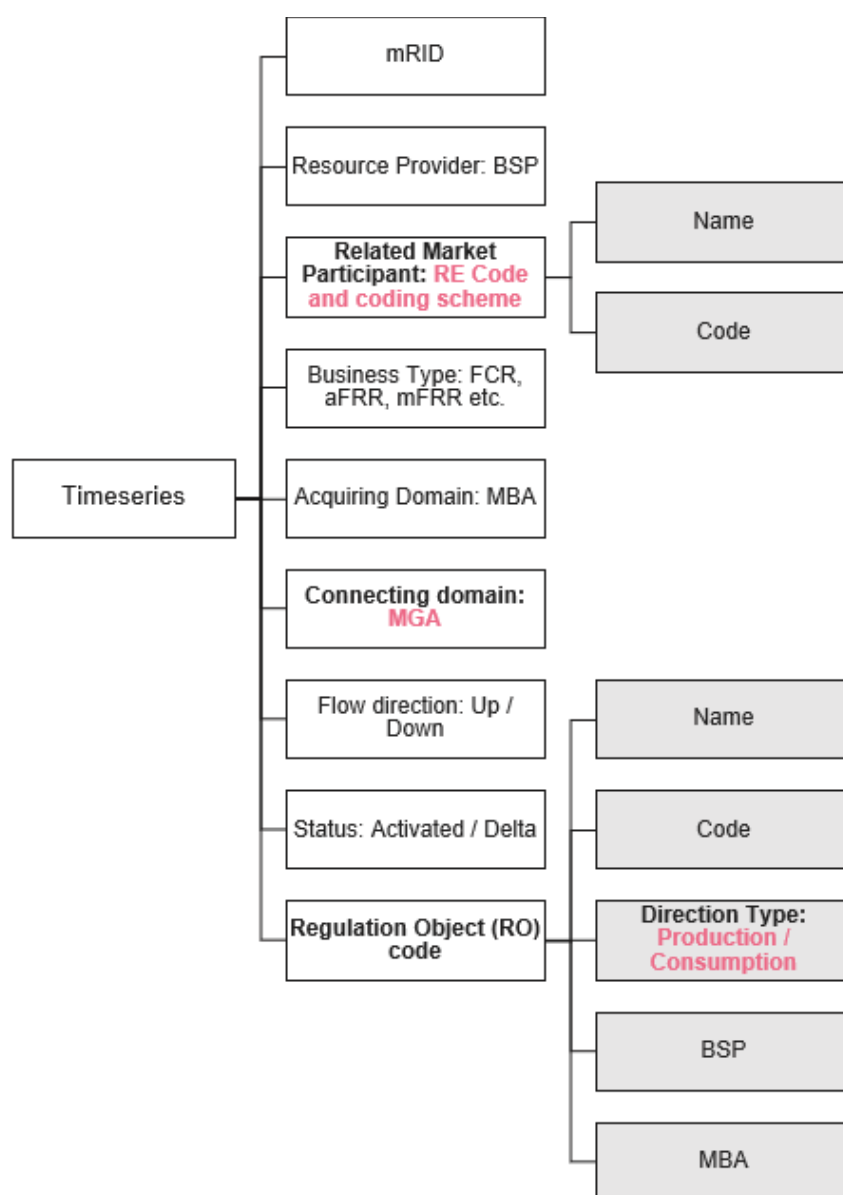 mRID
Resource Provider: BSP
Related Market
Participant: RE Code
and coding scheme
Name
Code
Business Type: FCR,
aFRR, mFRR etc.
Timeseries
Acquiring Domain: MBA
Connecting domain:
MGA
Flow direction: Up /
Down
Name
Status: Activated / Delta
Code
Regulation Object (RO)
code
Direction Type:
Production /
Consumption
BSP
MBA